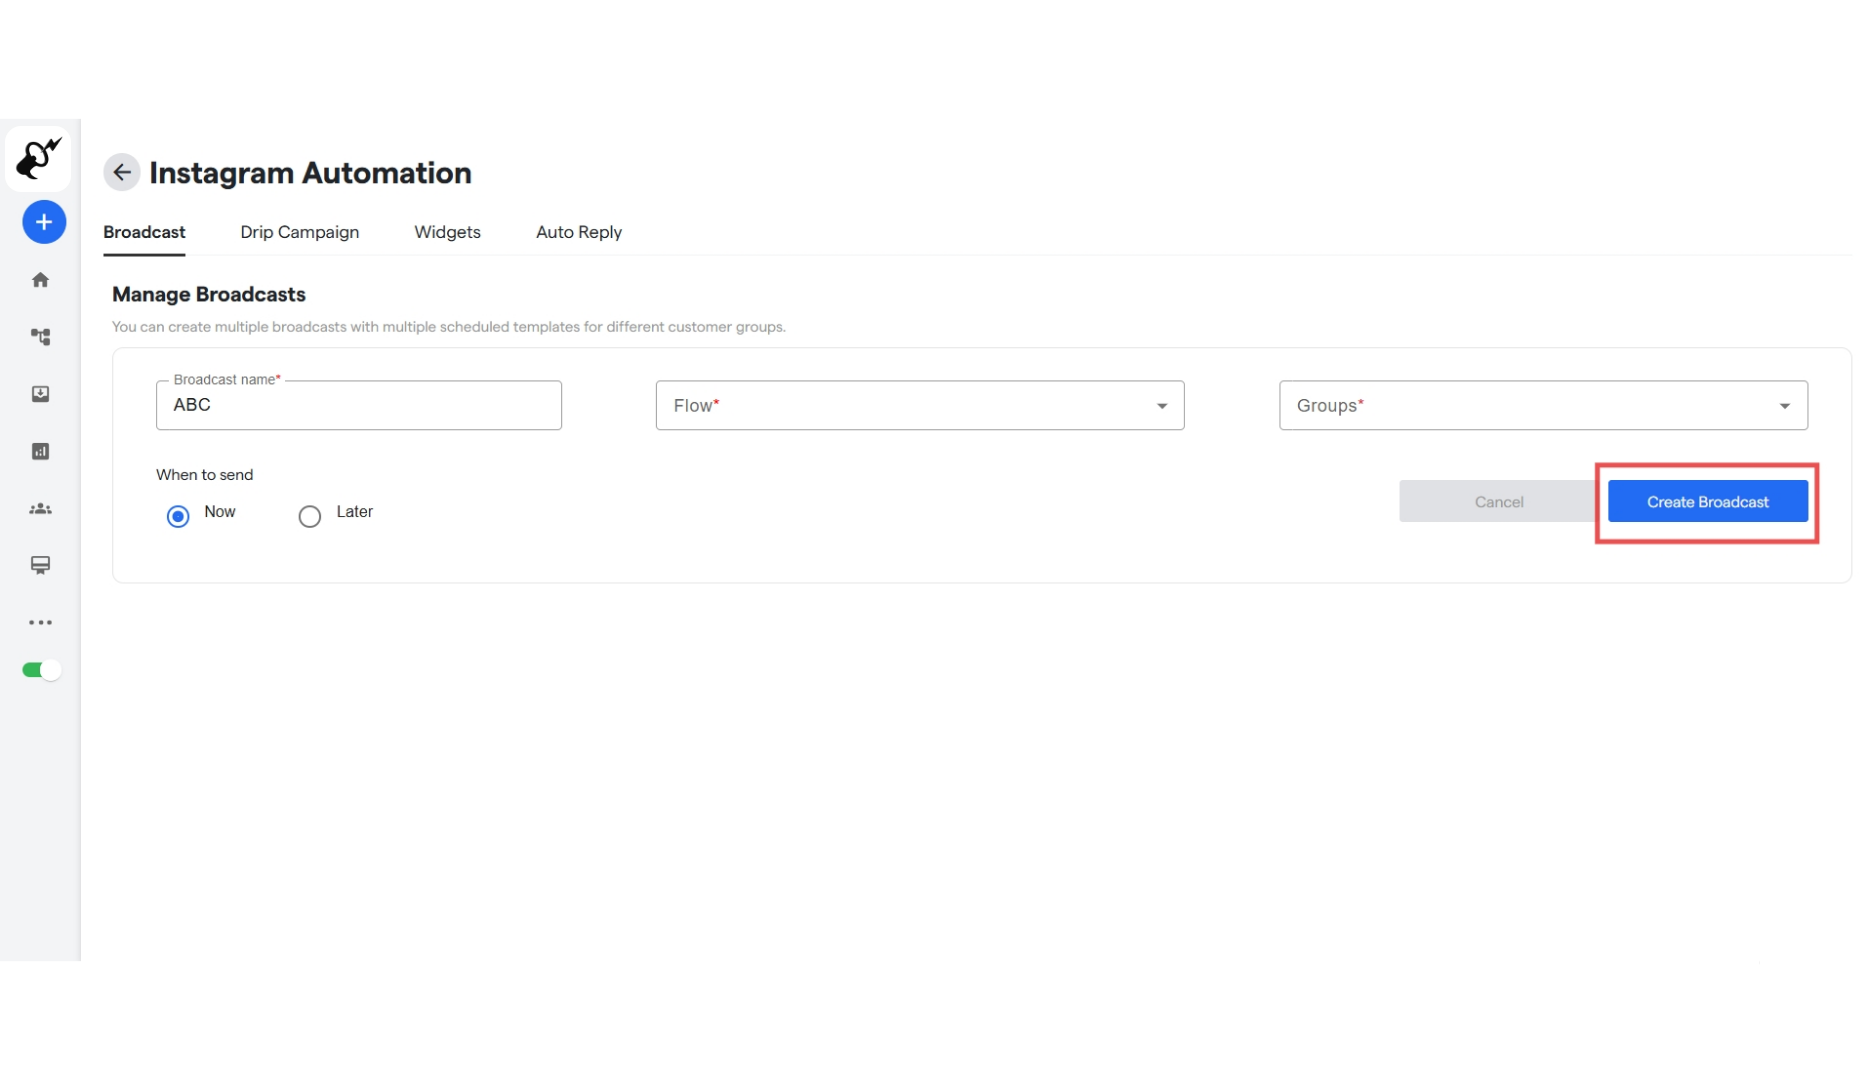 Instagram Automation
Broadcast Drip Campaign Widgets Auto Reply
Manage Broadcasts
You can create multiple broadcasts with multiple scheduled templates for different customer groups.
Broadcast name*
ABC Flow* Groups*
When to send
Now Later
Cancel Create Broadcast